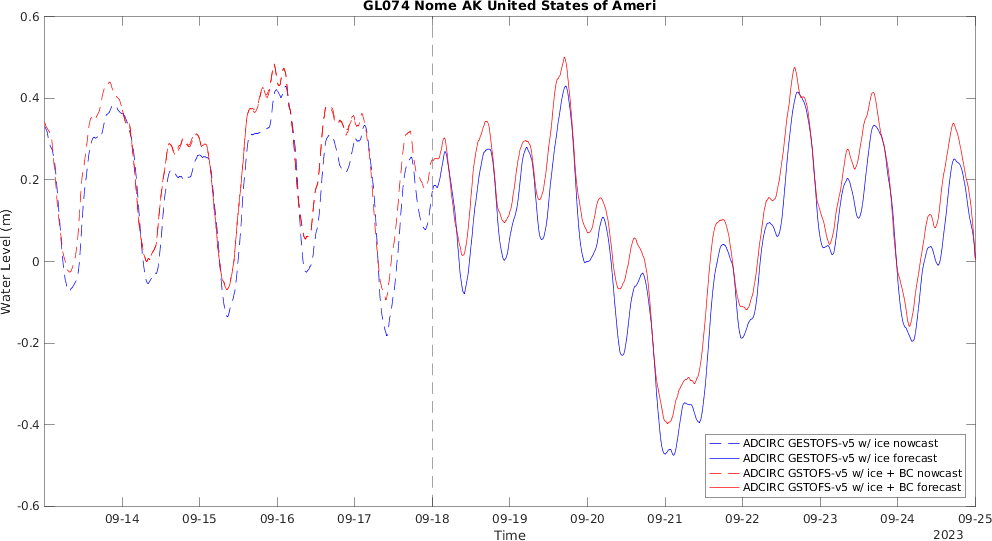 GL074 Nome AK United States of Ameri
0.6
0.4
0.2
0
-0.2
-0.4
-0.6
Water Level (m)
ADCIRC GESTOFS-v5 w/ ice nowcast
ADCIRC GESTOFS-v5 w/ ice forecast
ADCIRC GSTOFS-v5 w/ ice + BC nowcast
ADCIRC GSTOFS-v5 w/ ice + BC forecast
09-14 09-15 09-16 09-17 09-18 09-19 09-20 09-21 09-22 09-23 09-24 09-25
Time
2023